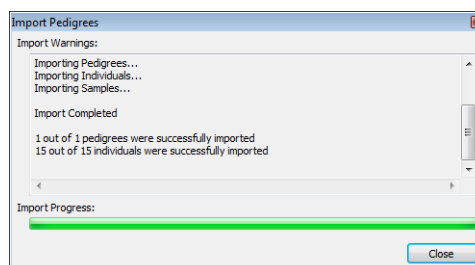 Import Pedigrees
Import Warnings:
Importing Pedigrees...
Importing Individuals...
Importing Samples...
Import Completed
1 out of 1 pedigrees were successfully imported
15 out of 15 individuals were successfully imported
Import Progress:
Close